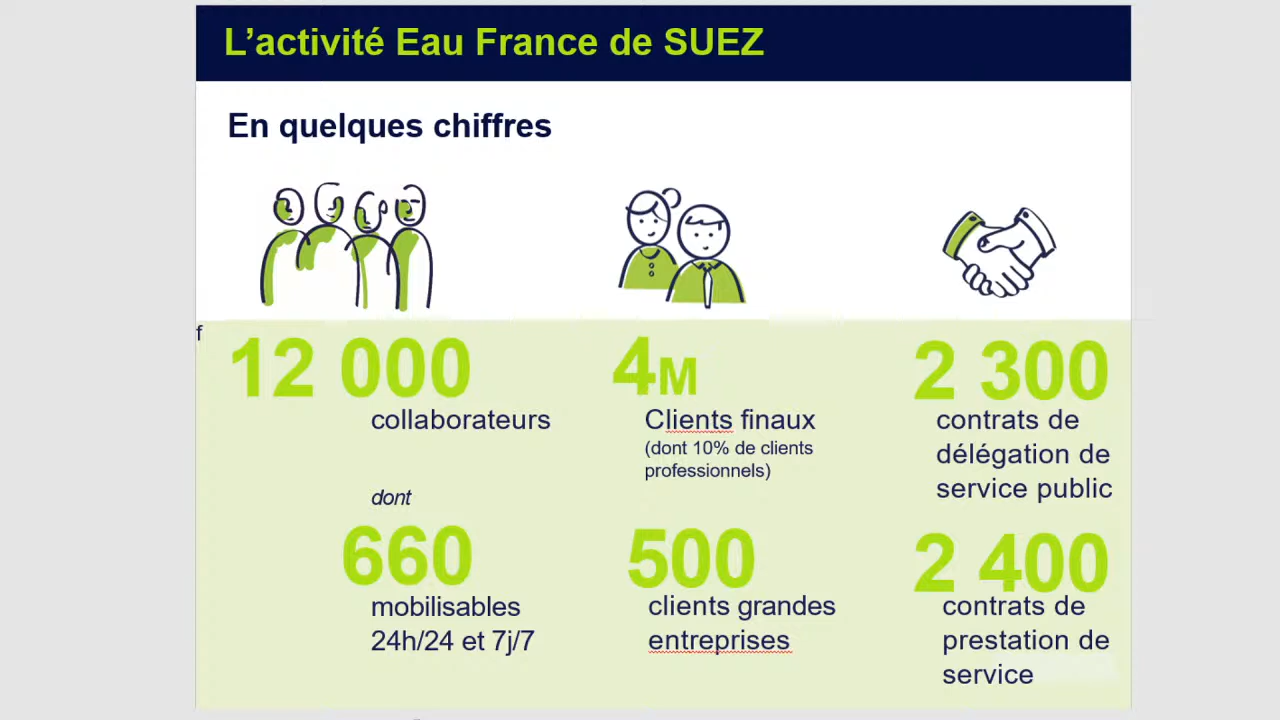 L’activité Eau France de SUEZ
En quelques chiffres
f
12 000
collaborateurs
dont
660
mobilisables
24h/24 et 7j/7
4M
Clients finaux
(dont 10% de clients
professionnels)
500
clients grandes
entreprises
2 300
contrats de
délégation de
service public
2 400
contrats de
prestation de
service